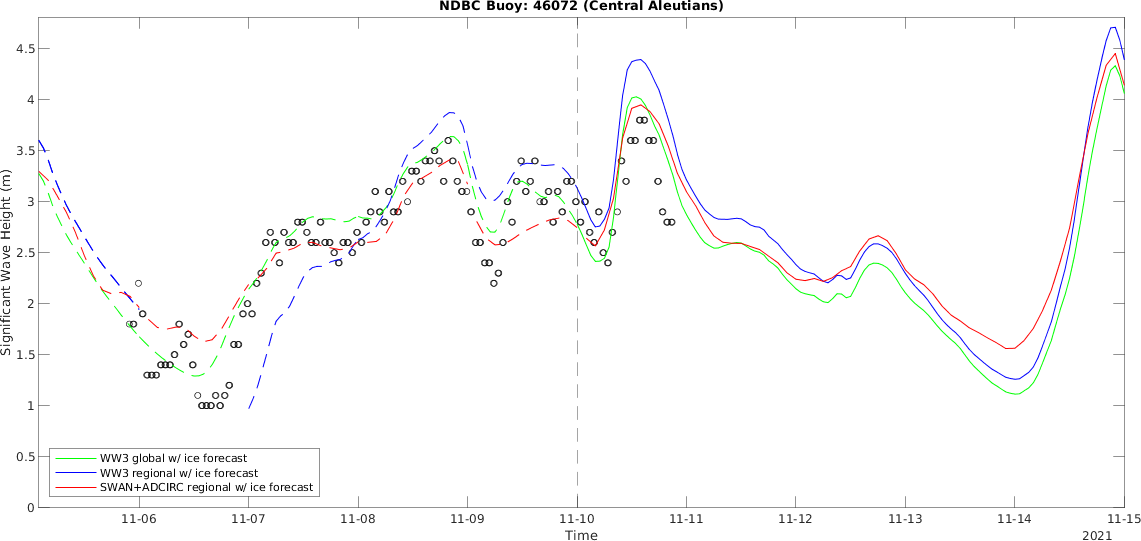 NDBC Buoy: 46072 (Central Aleutians)
4.5
4
3.5
3
2.5
2
1.5
1
0.5
0
Significant Wave Height (m)
WW3 global w/ ice forecast
WW3 regional w/ ice forecast
SWAN+ADCIRC regional w/ ice forecast
11-06 11-07 11-08 11-09 11-10 11-11 11-12 11-13 11-14 11-15
Time
2021